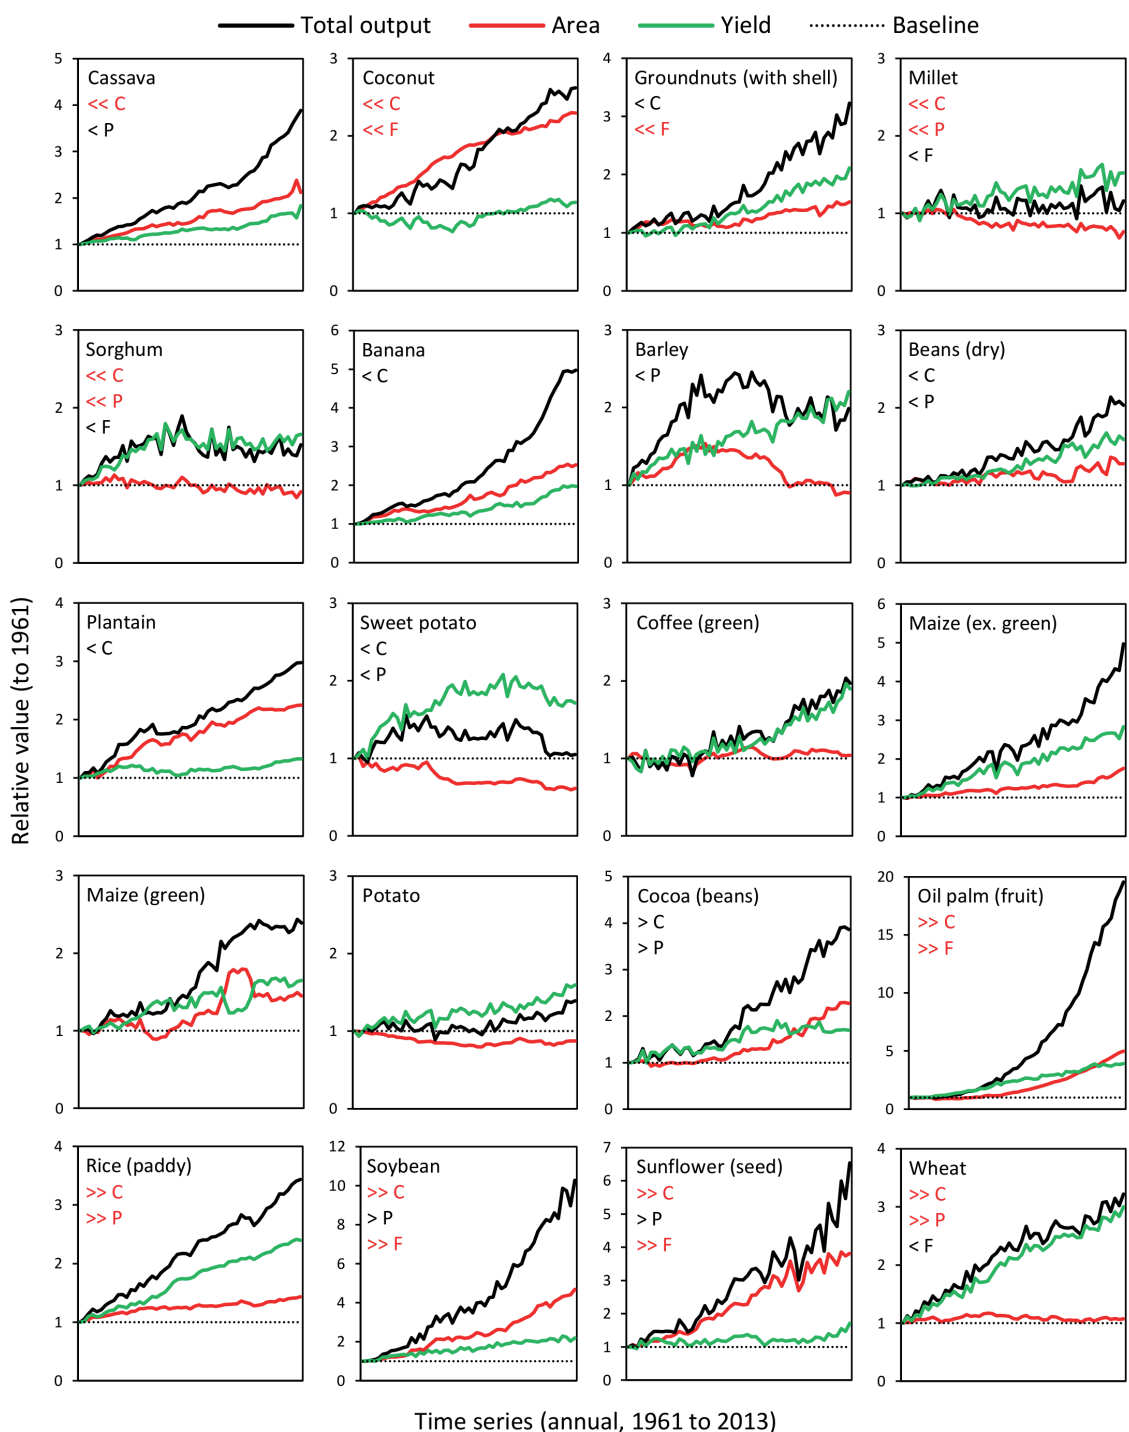 Total output Area Yield Baseline
Cassava
<< C
< P
5
4
3
2
1
0
Coconut
<< C
<< F
3
2
1
0
Groundnuts (with shell)
< C
<< F
4
3
2
1
0
Millet
<< C
<< P
< F
3
2
1
0
Sorghum
<< C
<< P
< F
3
2
1
0
Banana
< C
6
5
4
3
2
1
0
Barley
< P
3
2
1
0
Beans (dry)
< C
< P
3
2
1
0
Relative value (to 1961)
Plantain
< C
4
3
2
1
0
Sweet potato
< C
< P
3
2
1
0
Coffee (green)
3
2
1
0
Maize (ex. green)
6
5
4
3
2
1
0
Maize (green)
3
2
1
0
Potato
3
2
1
0
Cocoa (beans)
> C
> P
5
4
3
2
1
0
Oil palm (fruit)
>> C
>> F
20
15
10
5
0
Rice (paddy)
>> C
>> P
4
3
2
1
0
Soybean
>> C
> P
>> F
12
10
8
6
4
2
0
Sunflower (seed)
>> C
> P
>> F
7
6
5
4
3
2
1
0
Wheat
>> C
>> P
< F
4
3
2
1
0
Time series (annual, 1961 to 2013)